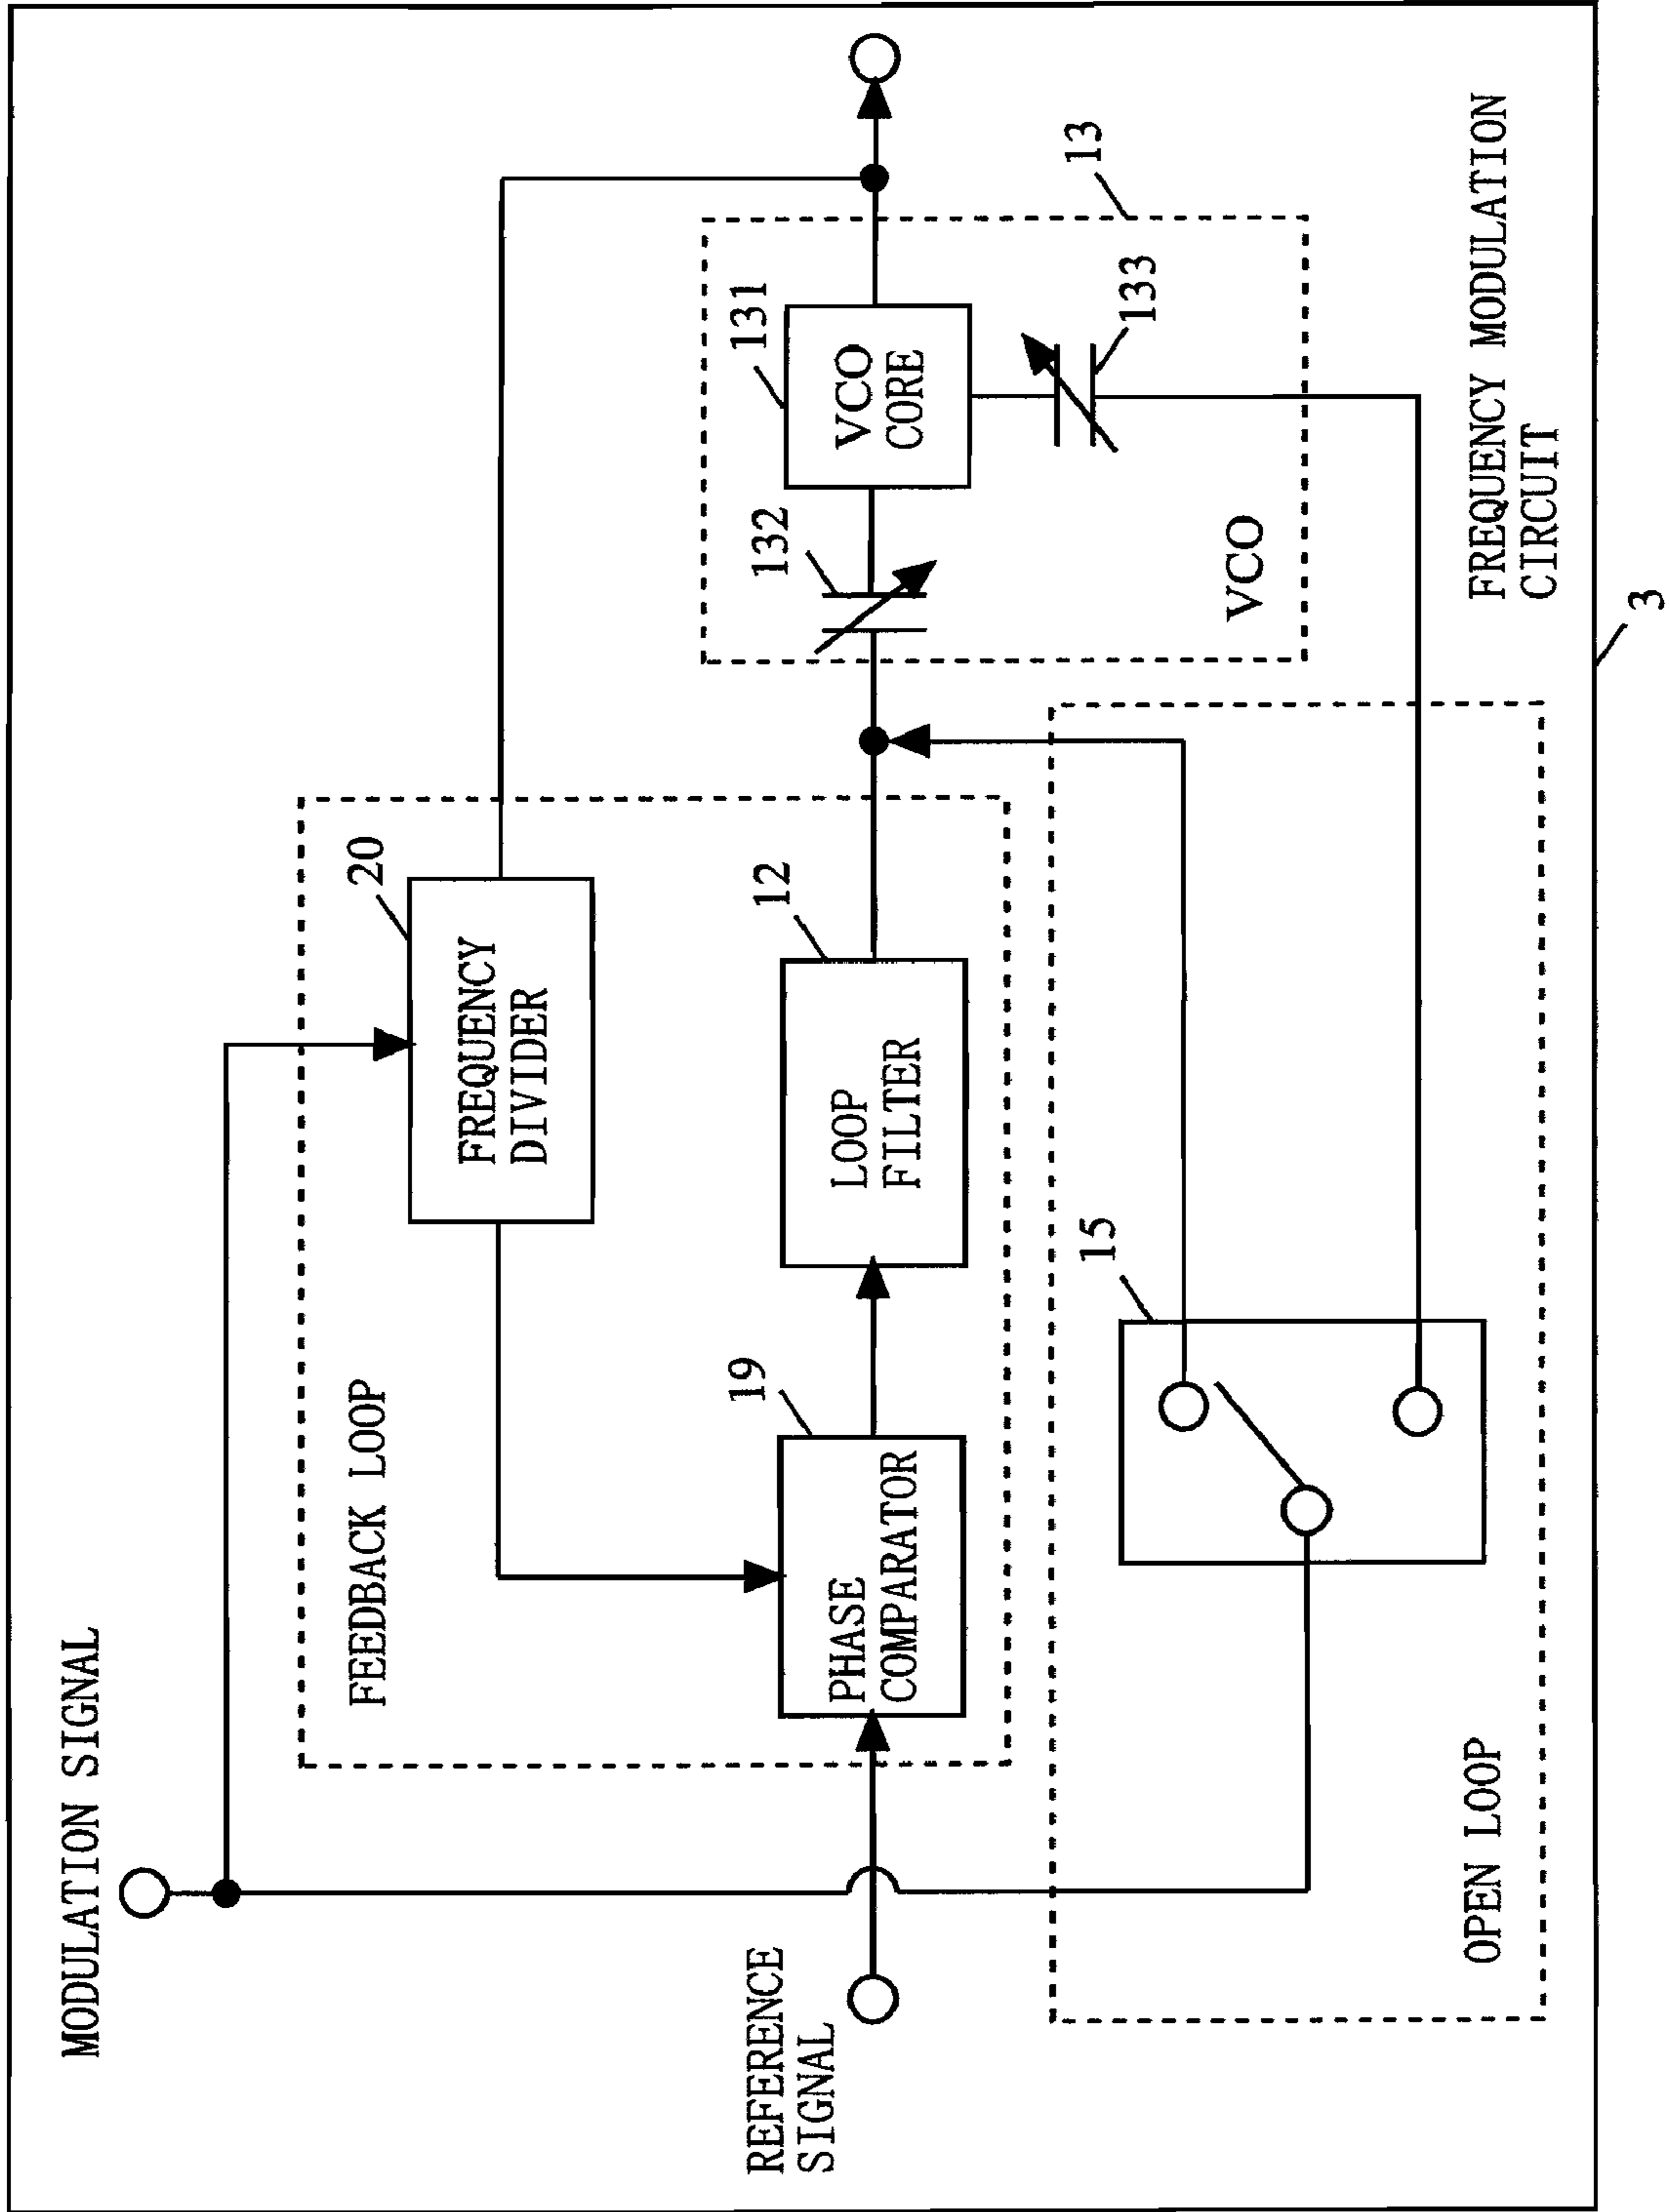 MODULATION SIGNAL
FEEDBACK LOOP
20
FREQUENCY
DIVIDER
REFERENCE
SIGNAL
19
PHASE
COMPARATOR
12
LOOP
FILTER
132
131
VCO
CORE
133
13
VCO
15
OPEN LOOP
FREQUENCY MODULATION
CIRCUIT
3